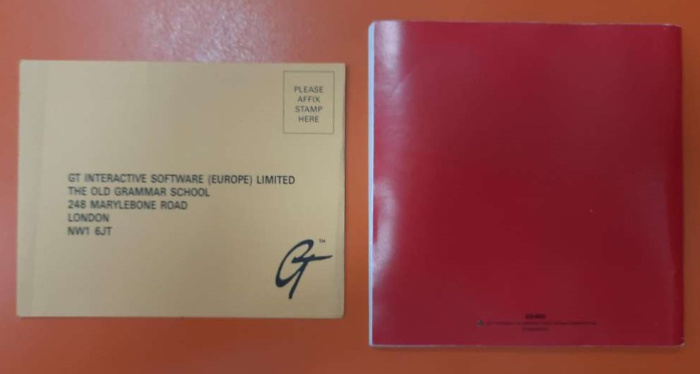 PLEASE
AFFIX
STAMP
HERE
GT INTERACTIVE SOFTWARE (EUROPE) LIMITED
THE OLD GRAMMAR SCHOOL
248 MARYLEBONE ROAD
LONDON
NW1 6JT
GT™